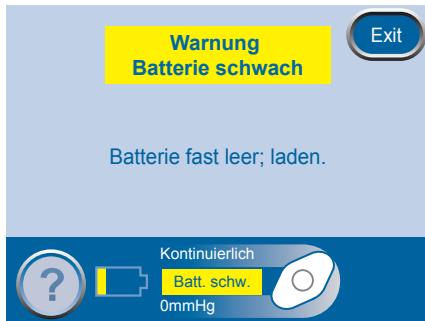 Warnung
Batterie schwach
Exit
Batterie fast leer; laden.
?
Kontinuierlich
Batt. schw.
0mmHg